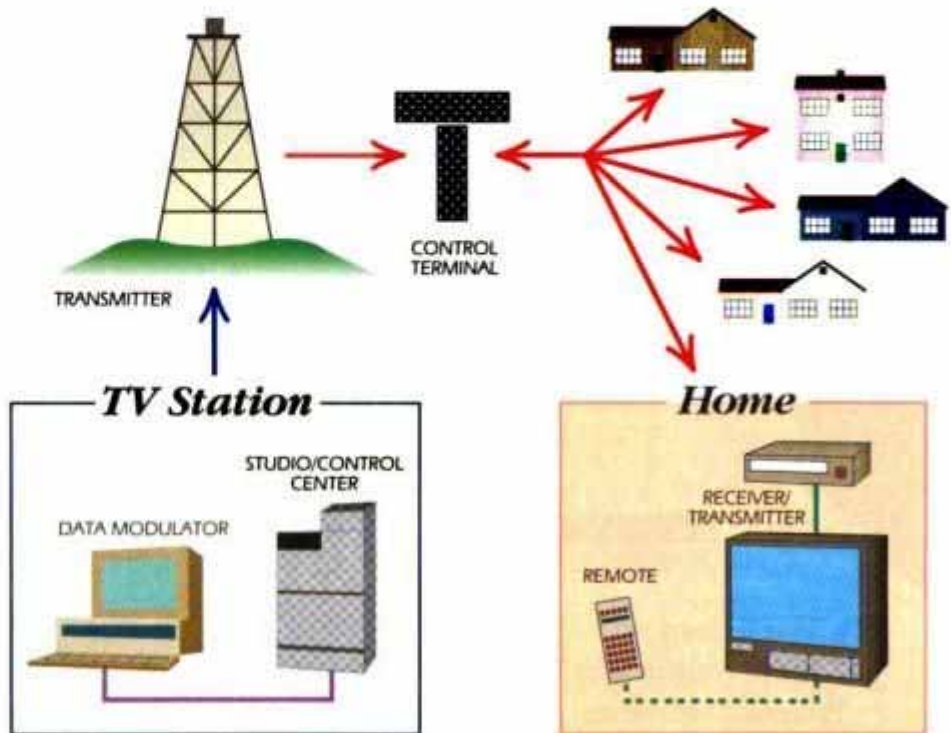 CONTROL
TERMINAL
TRANSMITTER
TV Station
STUDIO/CONTROL
CENTER
DATA MODULATOR
Home
RECEIVER/
TRANSMITTER
REMOTE